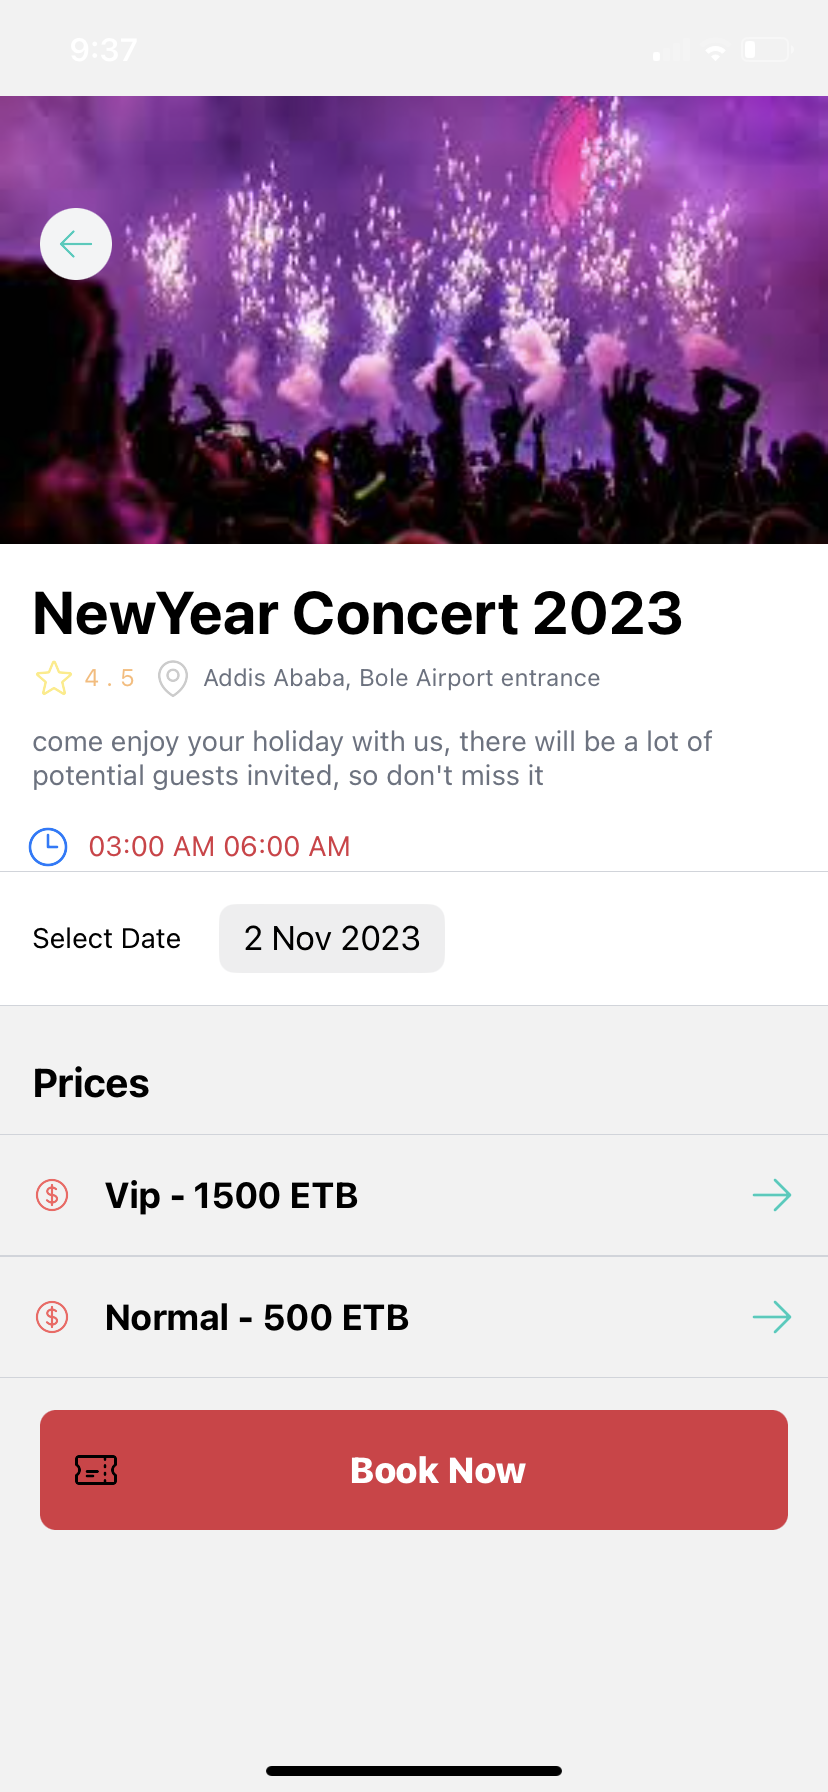 9:37
NewYear Concert 2023
4 . 5 Addis Ababa, Bole Airport entrance
come enjoy your holiday with us, there will be a lot of
potential guests invited, so don't miss it
03:00 AM 06:00 AM
Select Date 2 Nov 2023
Prices
$ Vip - 1500 ETB
$ Normal - 500 ETB
Book Now